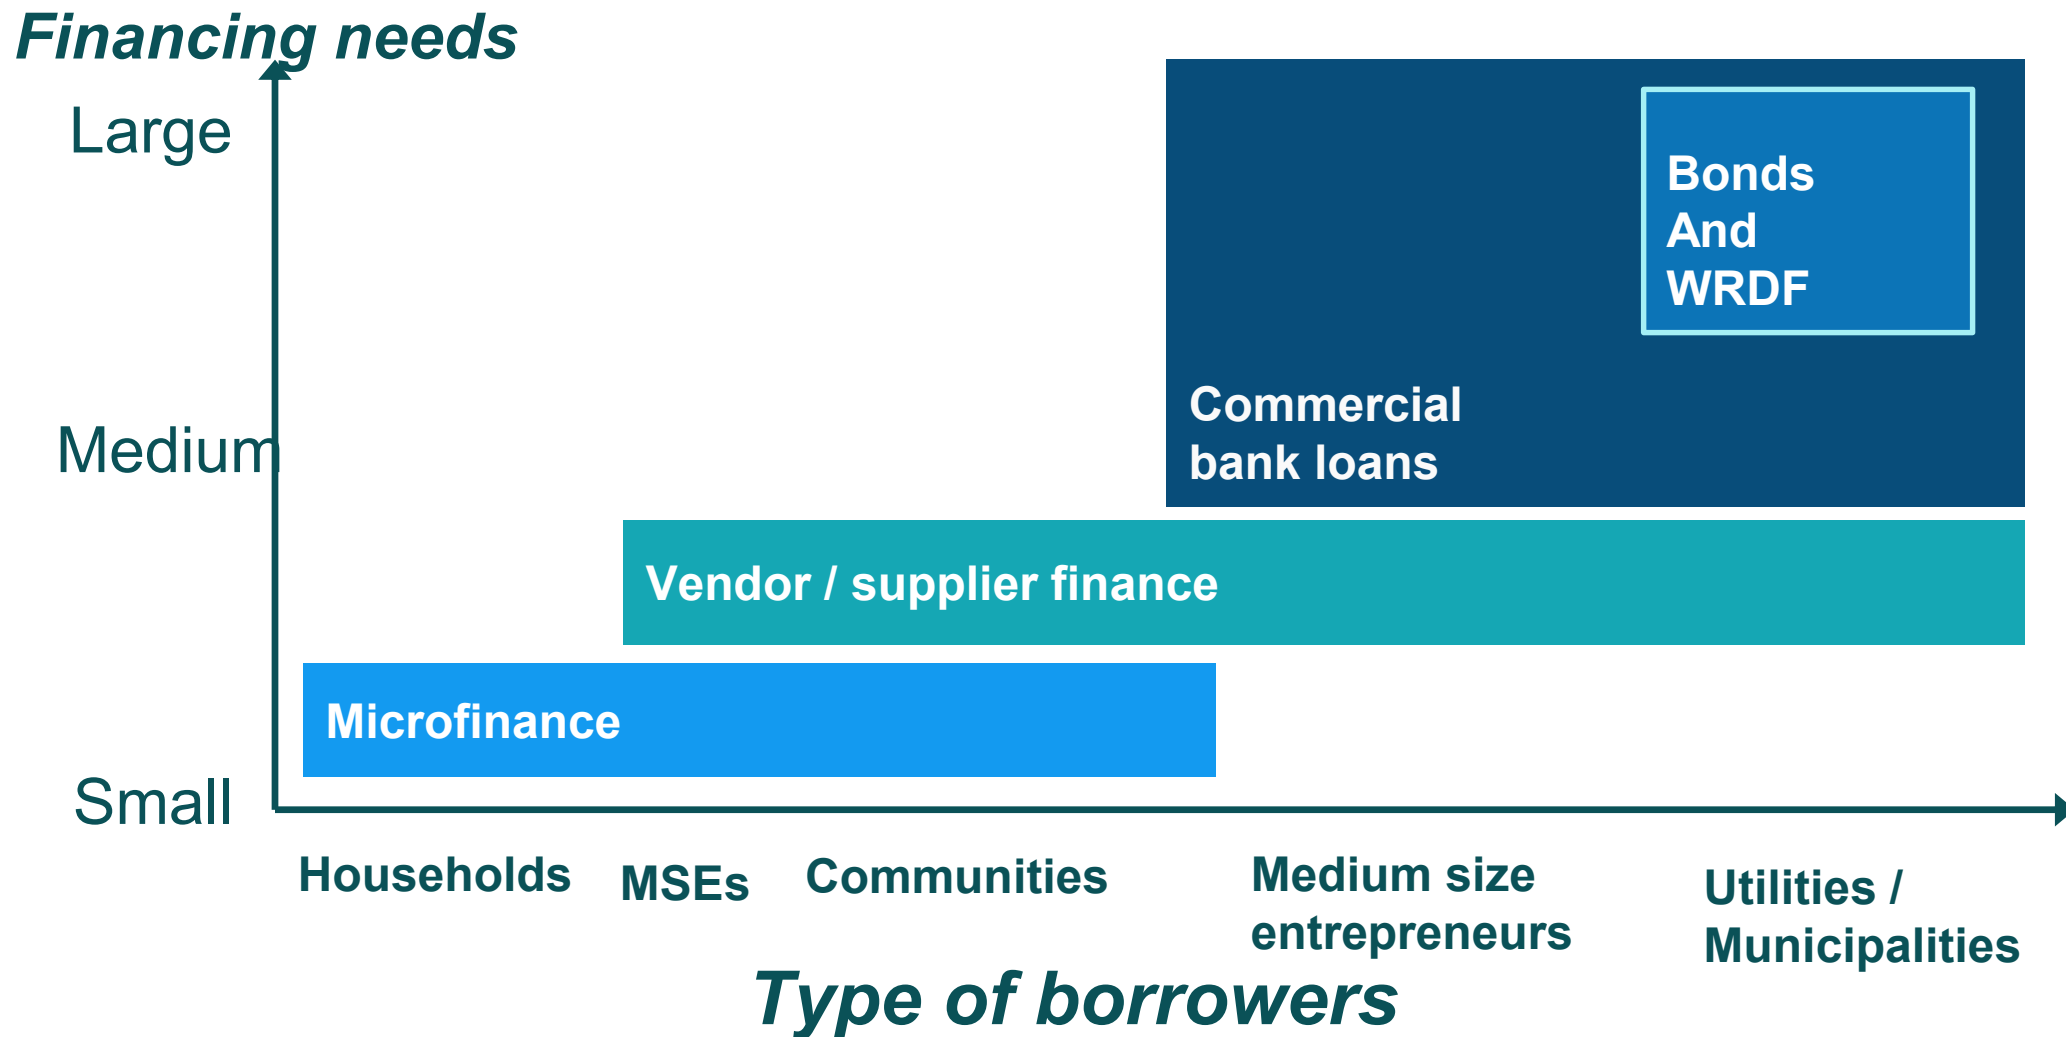 Financing needs
Large
Medium
Small
Bonds
And
WRDF
Commercial
bank loans
Vendor / supplier finance
Microfinance
Households
MSEs
Communities
Medium size
entrepreneurs
Utilities /
Municipalities
Type of borrowers